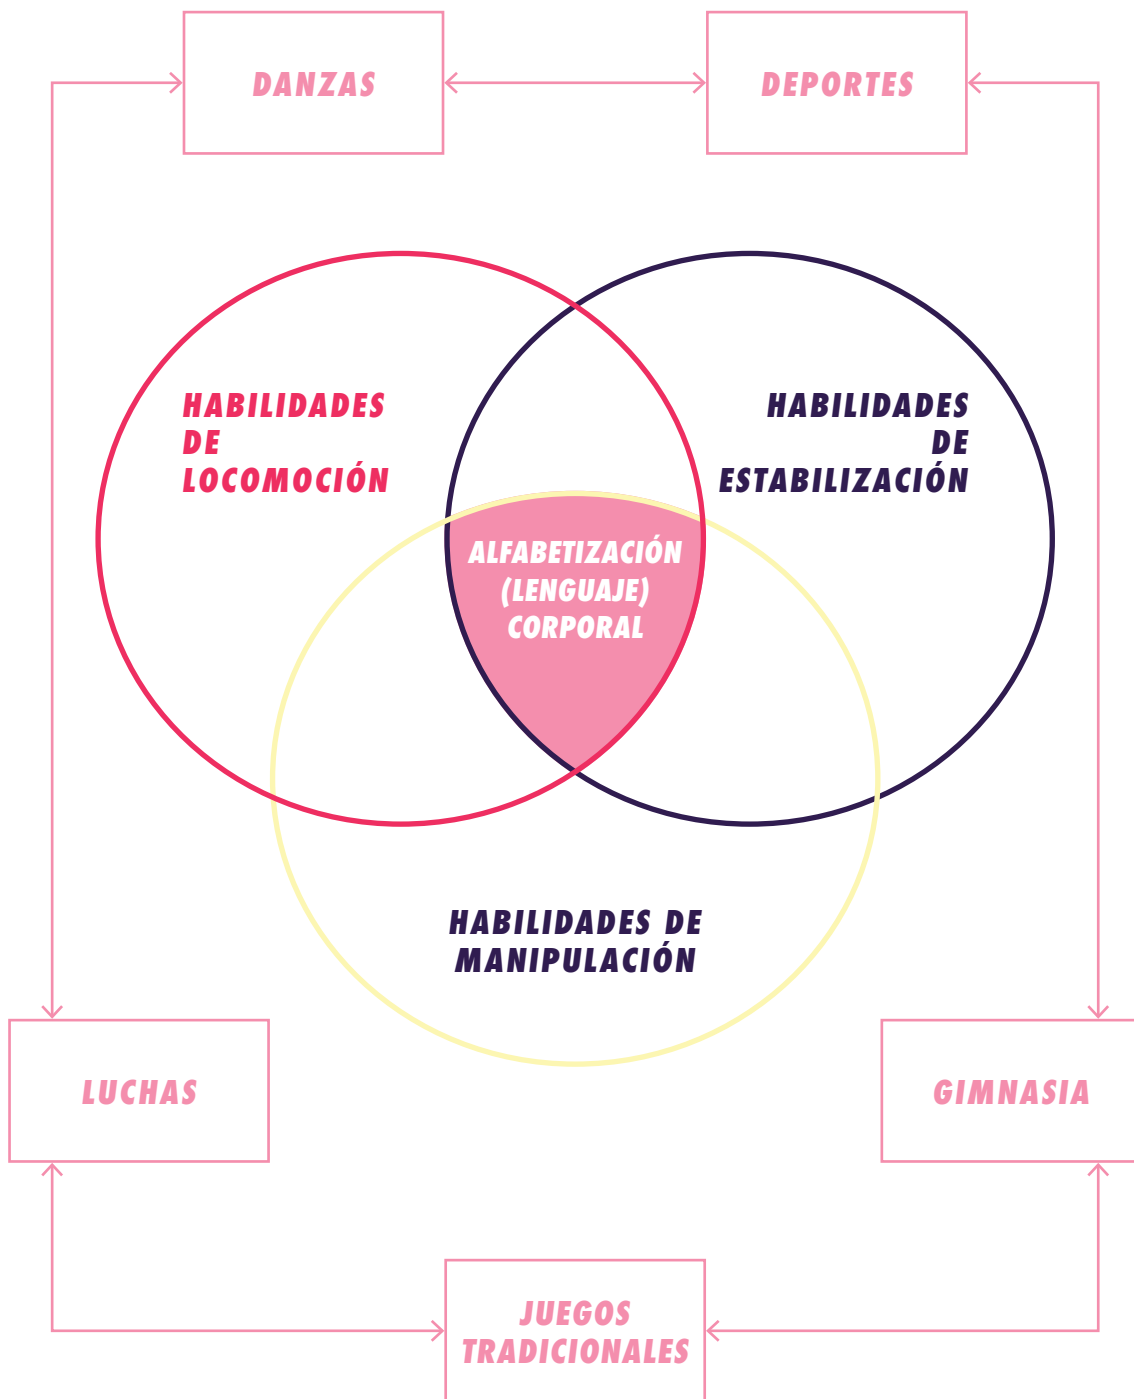 DANZAS
DEPORTES
HABILIDADES
DE
LOCOMOCIÓN
HABILIDADES
DE
ESTABILIZACIÓN
ALFABETIZACIÓN
(LENGUAJE)
CORPORAL
HABILIDADES DE
MANIPULACIÓN
LUCHAS
GIMNASIA
JUEGOS
TRADICIONALES